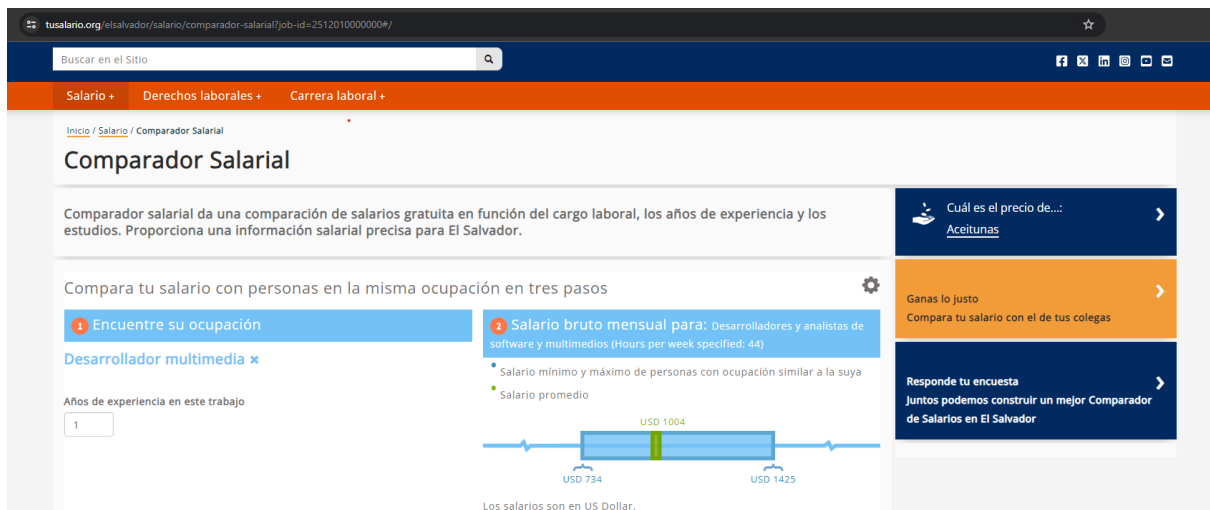 tusalario.org/elsalvador/salario/comparador-salarial?job-id=2512010000000#/
Buscar en el Sitio
Salario + Derechos laborales + Carrera laboral +
Inicio / Salario / Comparador Salarial
Comparador Salarial
Comparador salarial da una comparación de salarios gratuita en función del cargo laboral, los años de experiencia y los
estudios. Proporciona una información salarial precisa para El Salvador.
Compara tu salario con personas en la misma ocupación en tres pasos
1 Encuentre su ocupación
Desarrollador multimedia ×
Años de experiencia en este trabajo
1
2 Salario bruto mensual para: Desarrolladores y analistas de
software y multimedios (Hours per week specified: 44)
Salario mínimo y máximo de personas con ocupación similar a la suya
Salario promedio
USD 1004
USD 734 USD 1425
Los salarios son en US Dollar.
Cuál es el precio de...:
Aceitunas
Ganas lo justo
Compara tu salario con el de tus colegas
Responde tu encuesta
Juntos podemos construir un mejor Comparador
de Salarios en El Salvador